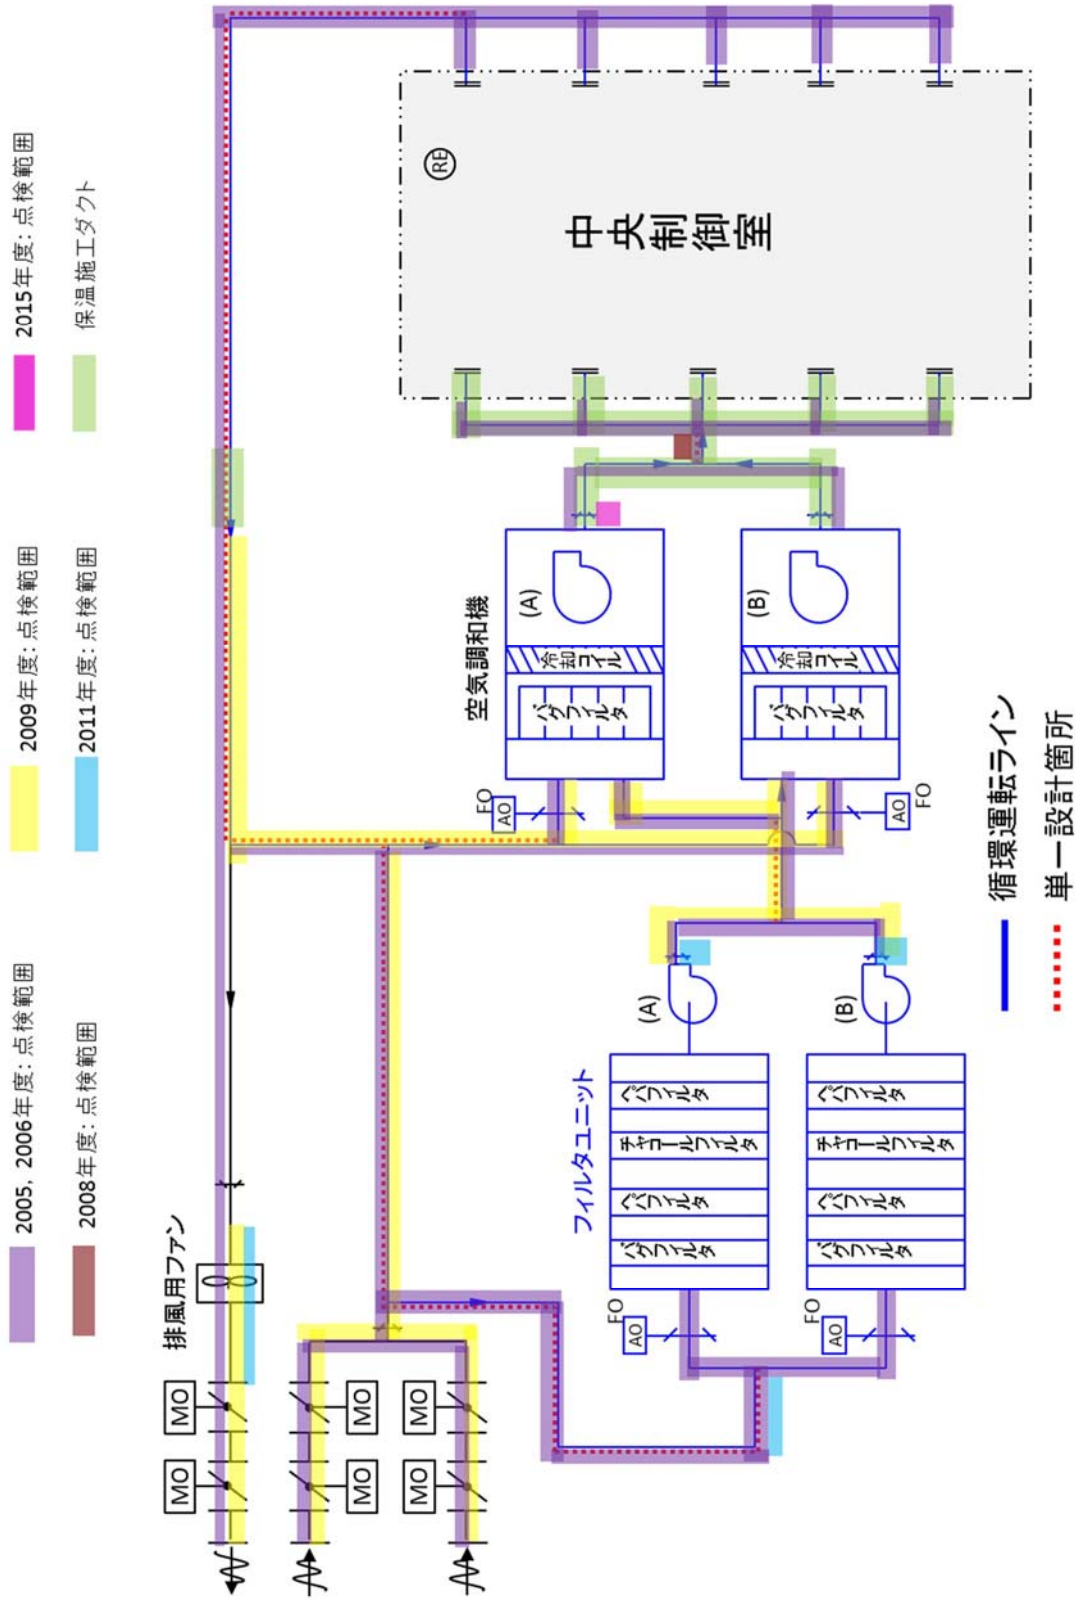 2005, 2006年度: 点検範囲
2009年度: 点検範囲
2015年度: 点検範囲
2008年度: 点検範囲
2011年度: 点検範囲
保温施工ダクト
排風用ファン
MO
MO
MO
MO
MO
MO
空気調和機
(A)
冷却コイル
バグフィルタ
FO
AO
(B)
冷却コイル
バグフィルタ
FO
AO
RE
中央制御室
フィルタユニット
(A)
バグフィルタ
ヘパフィルタ
チャコールフィルタ
ヘパフィルタ
FO
AO
(B)
バグフィルタ
ヘパフィルタ
チャコールフィルタ
ヘパフィルタ
FO
AO
循環運転ライン
単一設計箇所